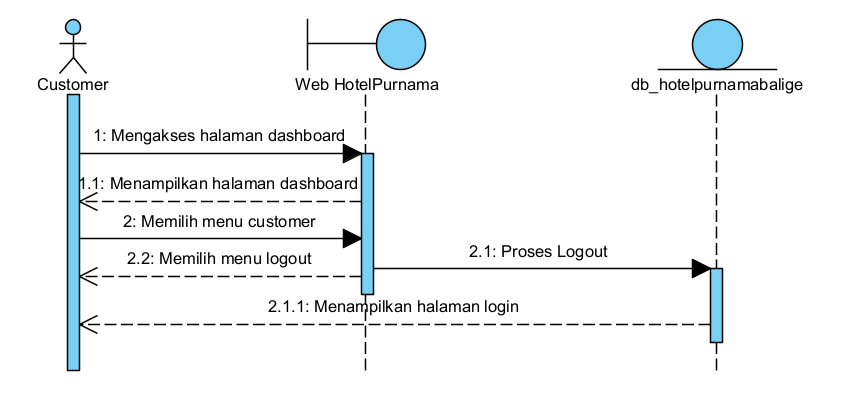 Customer
Web HotelPurnama
db_hotelpurnamabalige
1: Mengakses halaman dashboard
1.1: Menampilkan halaman dashboard
2: Memilih menu customer
2.1: Proses Logout
2.2: Memilih menu logout
2.1.1: Menampilkan halaman login